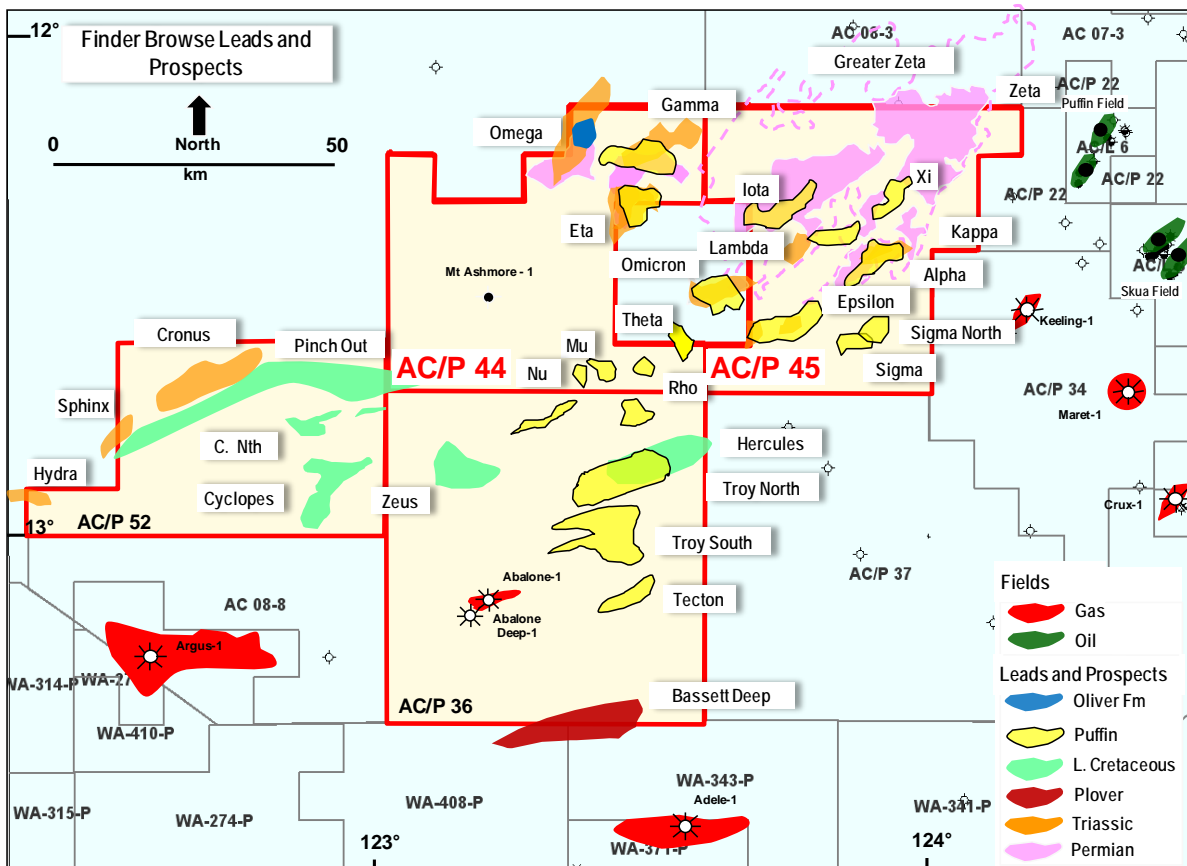 12°
Finder Browse Leads and
Prospects
North
0
50
km
AC 08-3
AC 07-3
Greater Zeta
Zeta
AC/P 22
Puffin Field
AC/L 6
AC/P 22
AC/P 22
Gamma
Omega
Iota
Xi
Eta
Lambda
Kappa
Omicron
Alpha
Mt Ashmore - 1
Epsilon
Skua Field
Theta
Sigma North
Keeling-1
Cronus
Pinch Out
Mu
AC/P 44
AC/P 45
Nu
Sigma
Rho
AC/P 34
Maret-1
Sphinx
C. Nth
Hercules
Hydra
Cyclopes
Zeus
Troy North
Crux-1
AC/P 52
13°
Troy South
AC/P 37
Abalone-1
Tecton
Abalone
Deep-1
AC 08-8
Argus-1
WA-314-P
WA-27
Bassett Deep
AC/P 36
WA-410-P
WA-343-P
WA-315-P
WA-274-P
WA-408-P
Adele-1
WA-341-P
WA-371-P
123°
124°
Fields
Gas
Oil
Leads and Prospects
Oliver Fm
Puffin
L. Cretaceous
Plover
Triassic
Permian